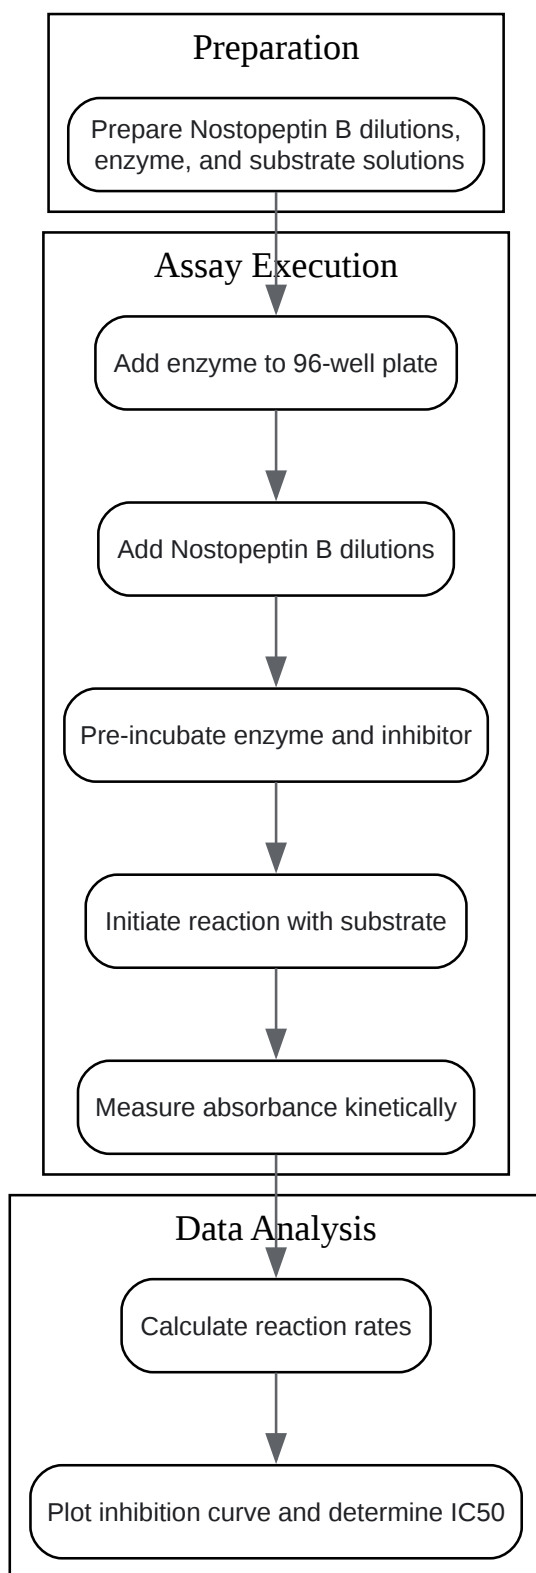 Preparation
Prepare Nostopeptin B dilutions,
enzyme, and substrate solutions
Assay Execution
Add enzyme to 96-well plate
Add Nostopeptin B dilutions
Pre-incubate enzyme and inhibitor
Initiate reaction with substrate
Measure absorbance kinetically
Data Analysis
Calculate reaction rates
Plot inhibition curve and determine IC50